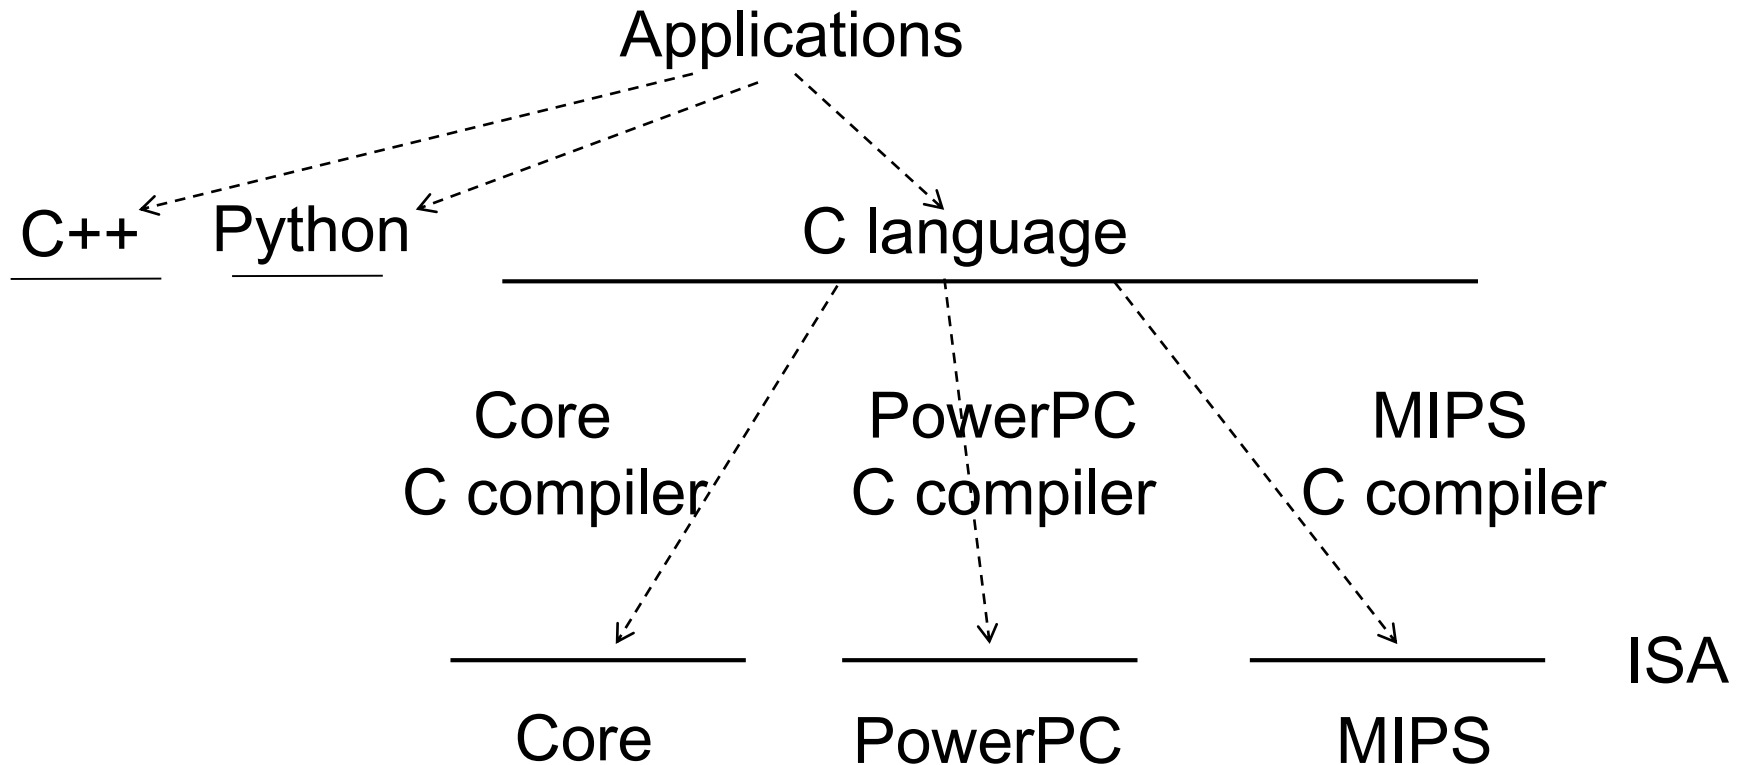 Applications
C++
Python
C language
Core
C compiler
PowerPC
C compiler
MIPS
C compiler
ISA
Core
PowerPC
MIPS